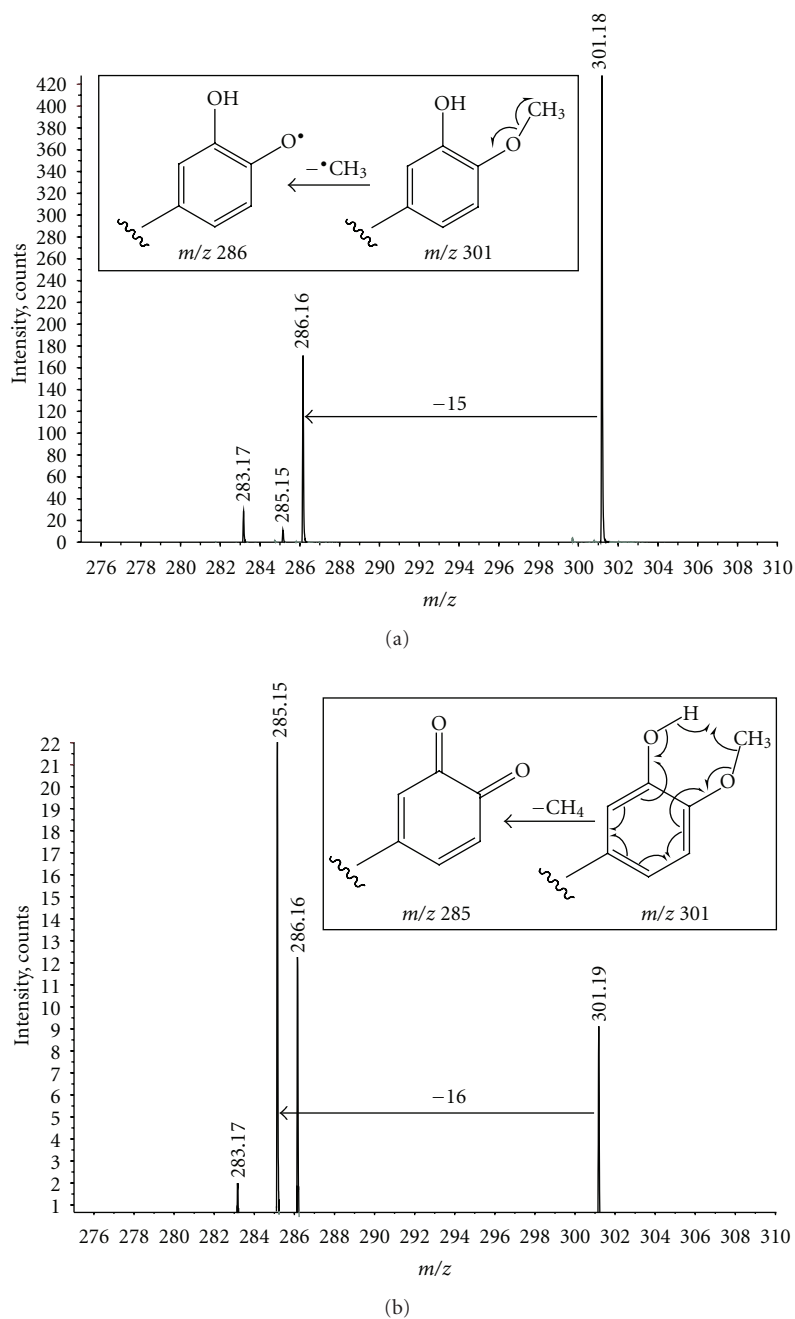 301.18
420
400
380
360
340
320
300
280
260
240
220
200
180
160
140
120
100
80
60
40
20
0
Intensity, counts
OH
O•
−•CH3
OH
O
CH3
m/z 286
m/z 301
286.16
−15
283.17
285.15
276 278 280 282 284 286 288 290 292 294 296 298 300 302 304 306 308 310
m/z
(a)
285.15
22
21
20
19
18
17
16
15
14
13
12
11
10
9
8
7
6
5
4
3
2
1
Intensity, counts
O
O
−CH4
H
O
CH3
O
m/z 285
m/z 301
286.16
301.19
−16
283.17
276 278 280 282 284 286 288 290 292 294 296 298 300 302 304 306 308 310
m/z
(b)